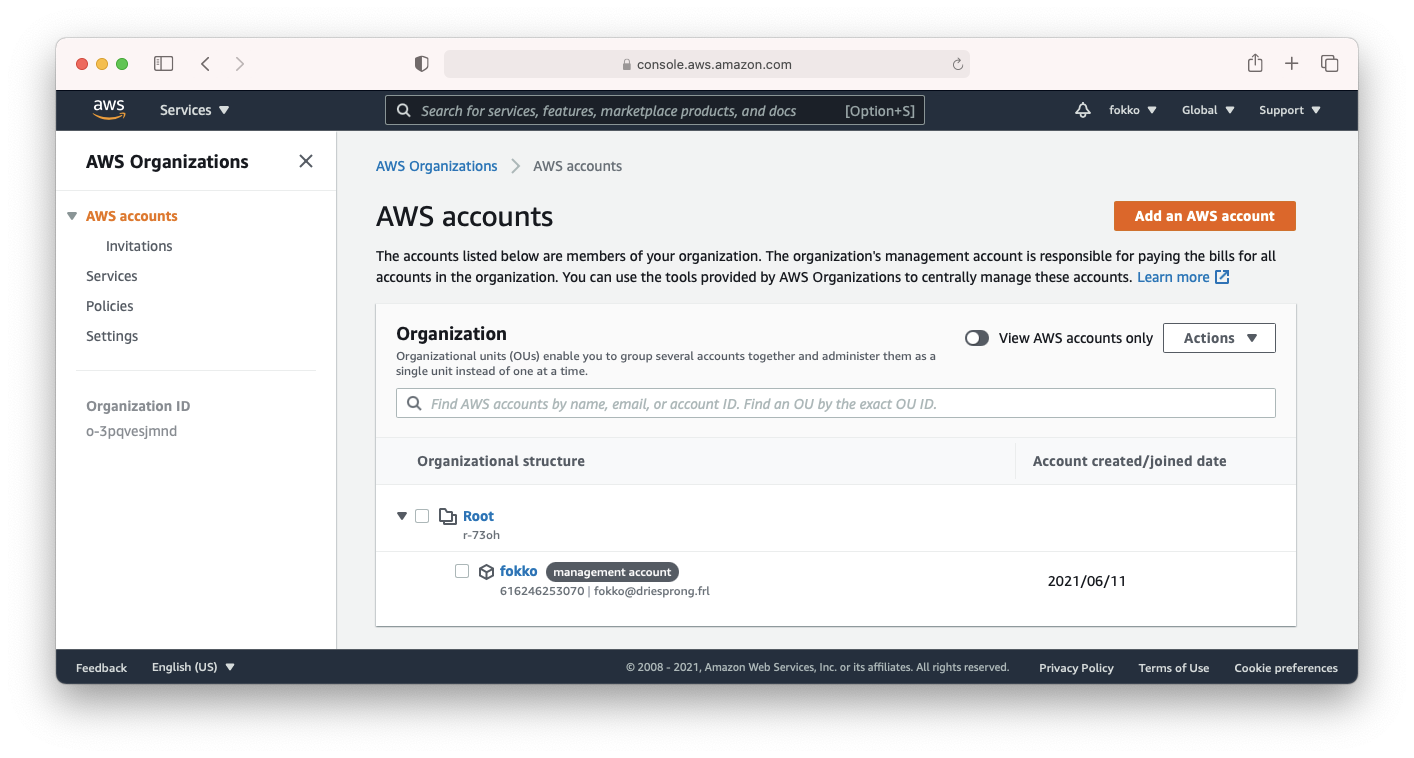 console.aws.amazon.com
aws
Services
Search for services, features, marketplace products, and docs
[Option+S]
fokko
Global
Support
AWS Organizations
AWS accounts
Invitations
Services
Policies
Settings
Organization ID
o-3pqvesjmnd
AWS Organizations
AWS accounts
AWS accounts
Add an AWS account
The accounts listed below are members of your organization. The organization's management account is responsible for paying the bills for all
accounts in the organization. You can use the tools provided by AWS Organizations to centrally manage these accounts. Learn more
Organization
Organizational units (OUs) enable you to group several accounts together and administer them as a
single unit instead of one at a time.
View AWS accounts only
Actions
Find AWS accounts by name, email, or account ID. Find an OU by the exact OU ID.
Organizational structure
Account created/joined date
Root
r-73oh
fokko
management account
616246253070 | fokko@driesprong.frl
2021/06/11
Feedback
English (US)
© 2008 - 2021, Amazon Web Services, Inc. or its affiliates. All rights reserved.
Privacy Policy
Terms of Use
Cookie preferences